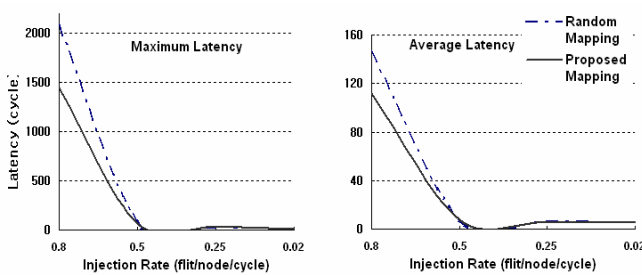 Maximum Latency
Latency (cycle)
2000
1500
1000
500
0
0.8
0.5
0.25
0.02
Injection Rate (flit/node/cycle)
Average Latency
Random
Mapping
Proposed
Mapping
160
120
80
40
0
0.8
0.5
0.25
0.02
Injection Rate (flit/node/cycle)